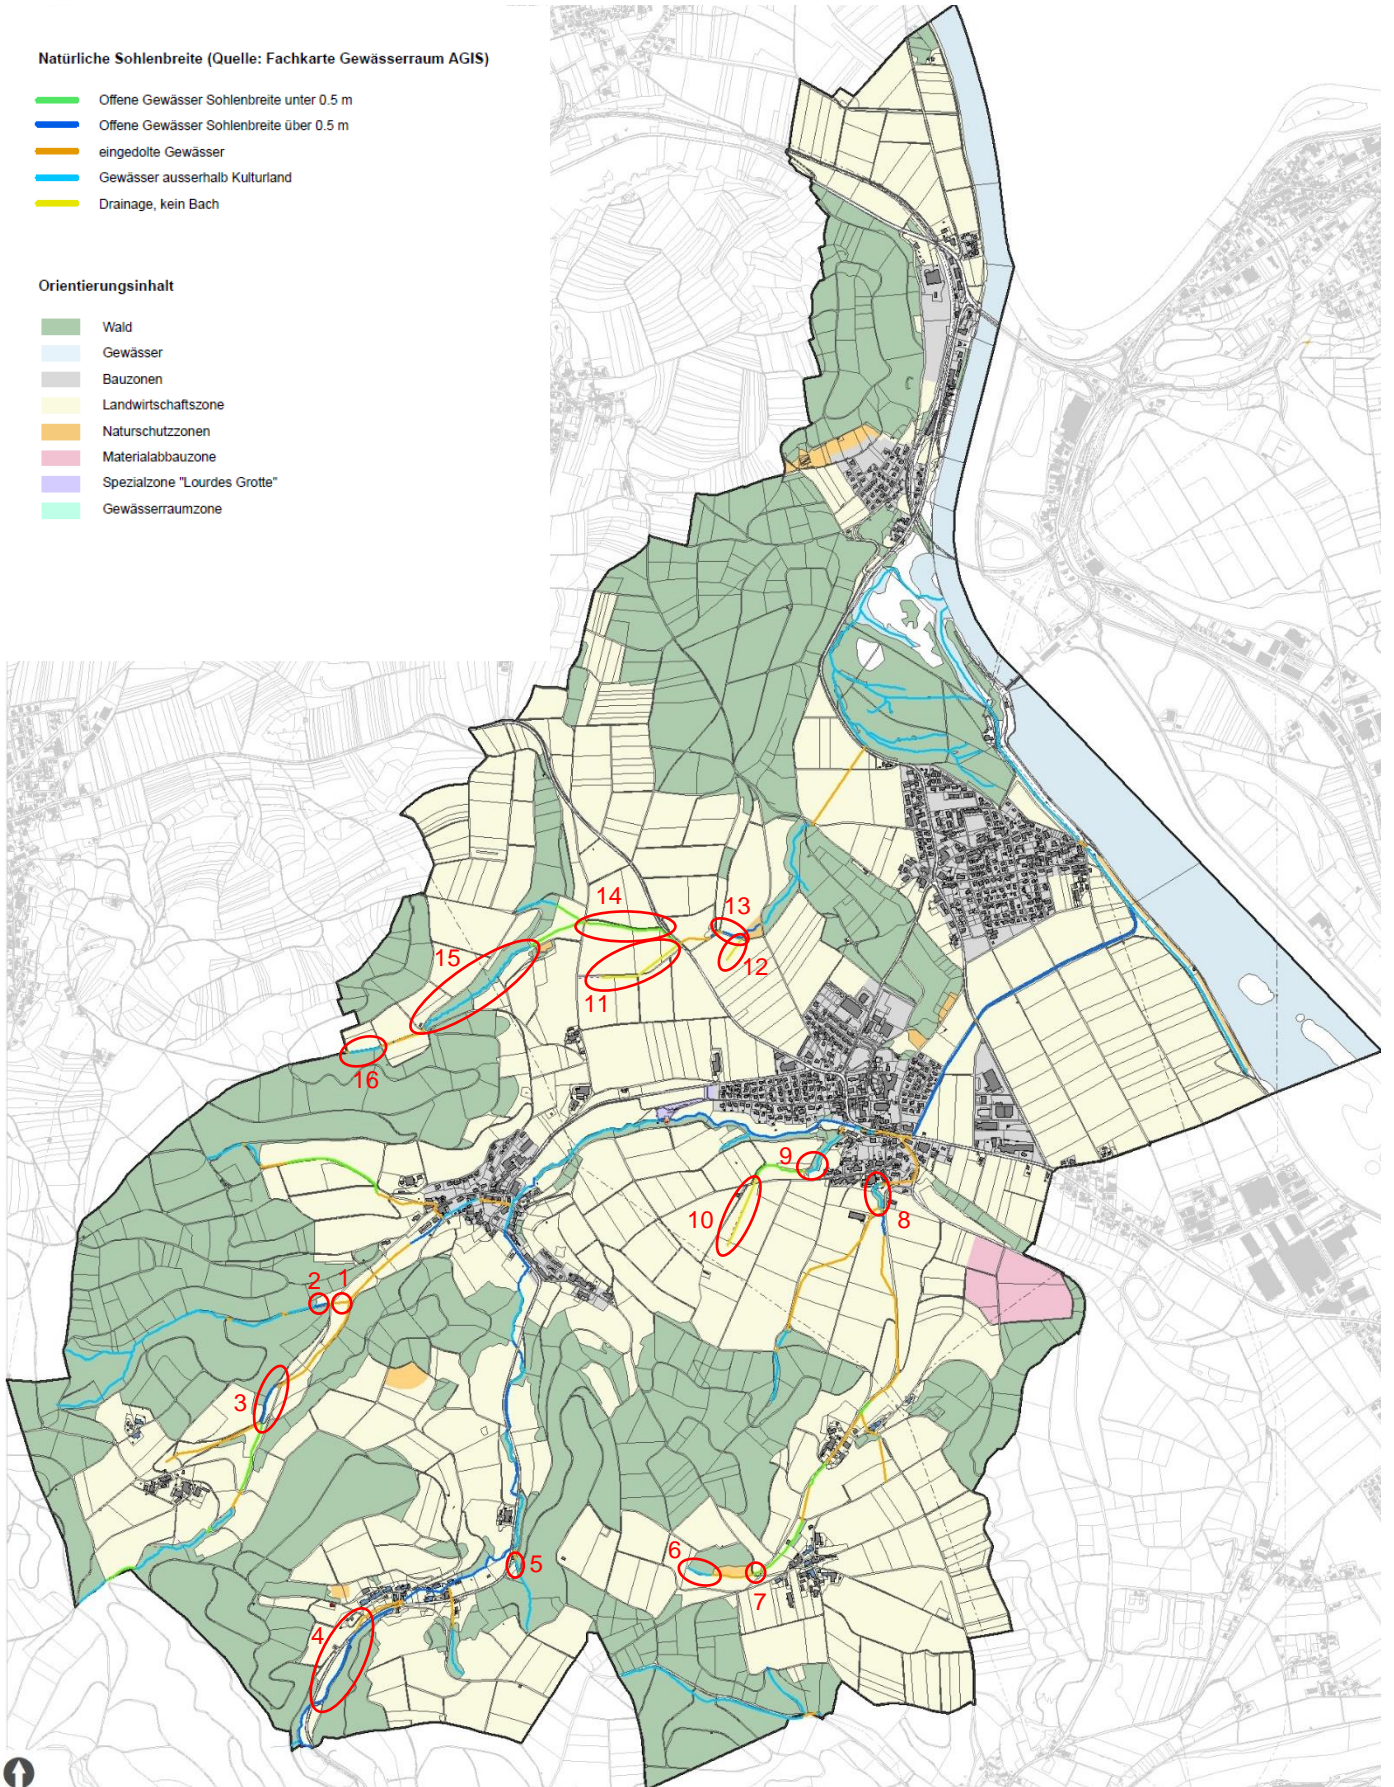 Natürliche Sohlenbreite (Quelle: Fachkarte Gewässerraum AGIS)
Offene Gewässer Sohlenbreite unter 0.5 m
Offene Gewässer Sohlenbreite über 0.5 m
eingedolte Gewässer
Gewässer ausserhalb Kulturland
Drainage, kein Bach
Orientierungsinhalt
Wald
Gewässer
Bauzonen
Landwirtschaftszone
Naturschutzzonen
Materialabbauzone
Spezialzone "Lourdes Grotte"
Gewässerraumzone
14
13
15
12
11
16
9
10
8
2
1
3
6
5
7
4